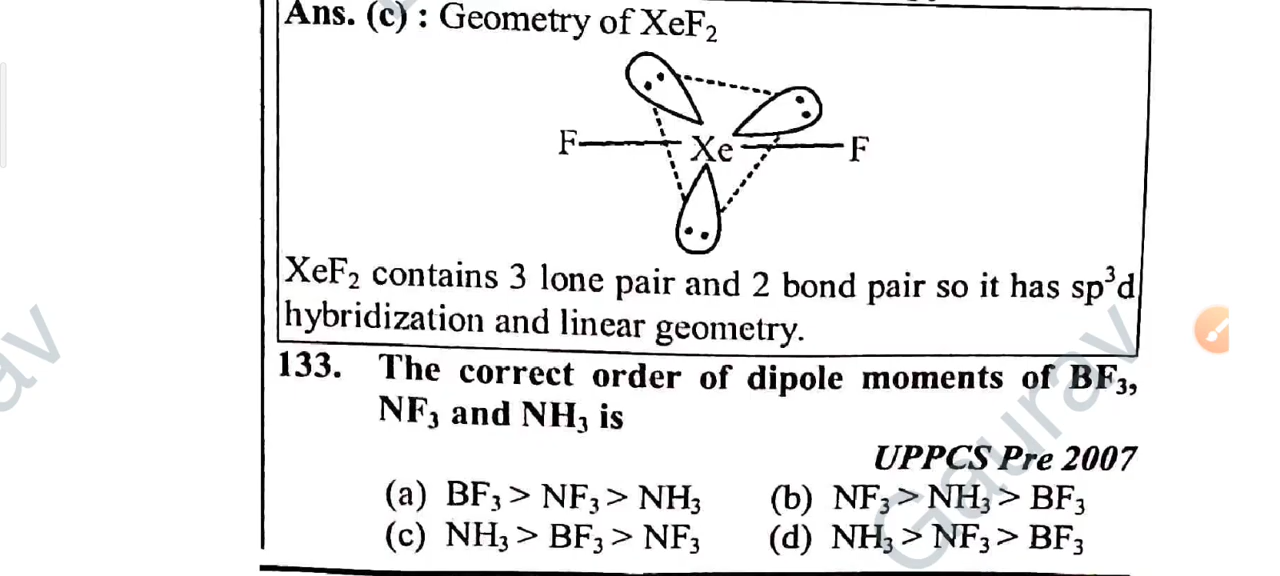 Ans. (c) : Geometry of XeF₂
F Xe F
XeF₂ contains 3 lone pair and 2 bond pair so it has sp³d
hybridization and linear geometry.
av
133. The correct order of dipole moments of BF₃,
NF₃ and NH₃ is
UPPCS Pre 2007
(a) BF₃ > NF₃ > NH₃ (b) NF₃ > NH₃ > BF₃
(c) NH₃ > BF₃ > NF₃ (d) NH₃ > NF₃ > BF₃
Gaurav